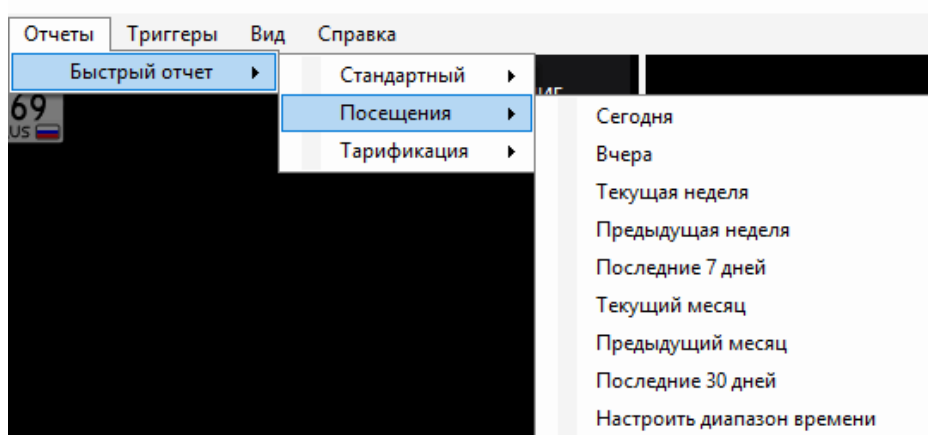 Отчеты Триггеры Вид Справка
Быстрый отчет
Стандартный
Посещения
Тарификация
69
US
Сегодня
Вчера
Текущая неделя
Предыдущая неделя
Последние 7 дней
Текущий месяц
Предыдущий месяц
Последние 30 дней
Настроить диапазон времени